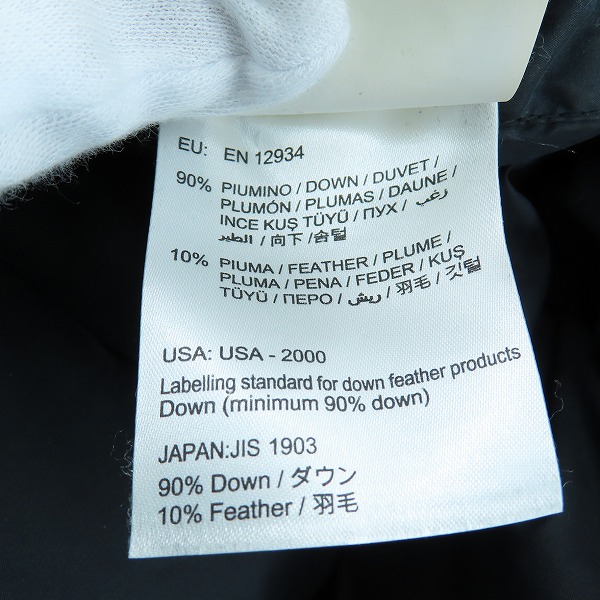 EU: EN 12934
90% PIUMINO / DOWN / DUVET /
PLUMÓN / PLUMAS / DAUNE /
INCE KUŞ TÜYÜ / ПУХ / زغب
الطير / 向下 / 솜털
10% PIUMA / FEATHER / PLUME /
PLUMA / PENA / FEDER / KUŞ
TÜYÜ / ПЕРО / ريش / 羽毛 / 깃털
USA: USA - 2000
Labelling standard for down feather products
Down (minimum 90% down)
JAPAN:JIS 1903
90% Down / ダウン
10% Feather / 羽毛